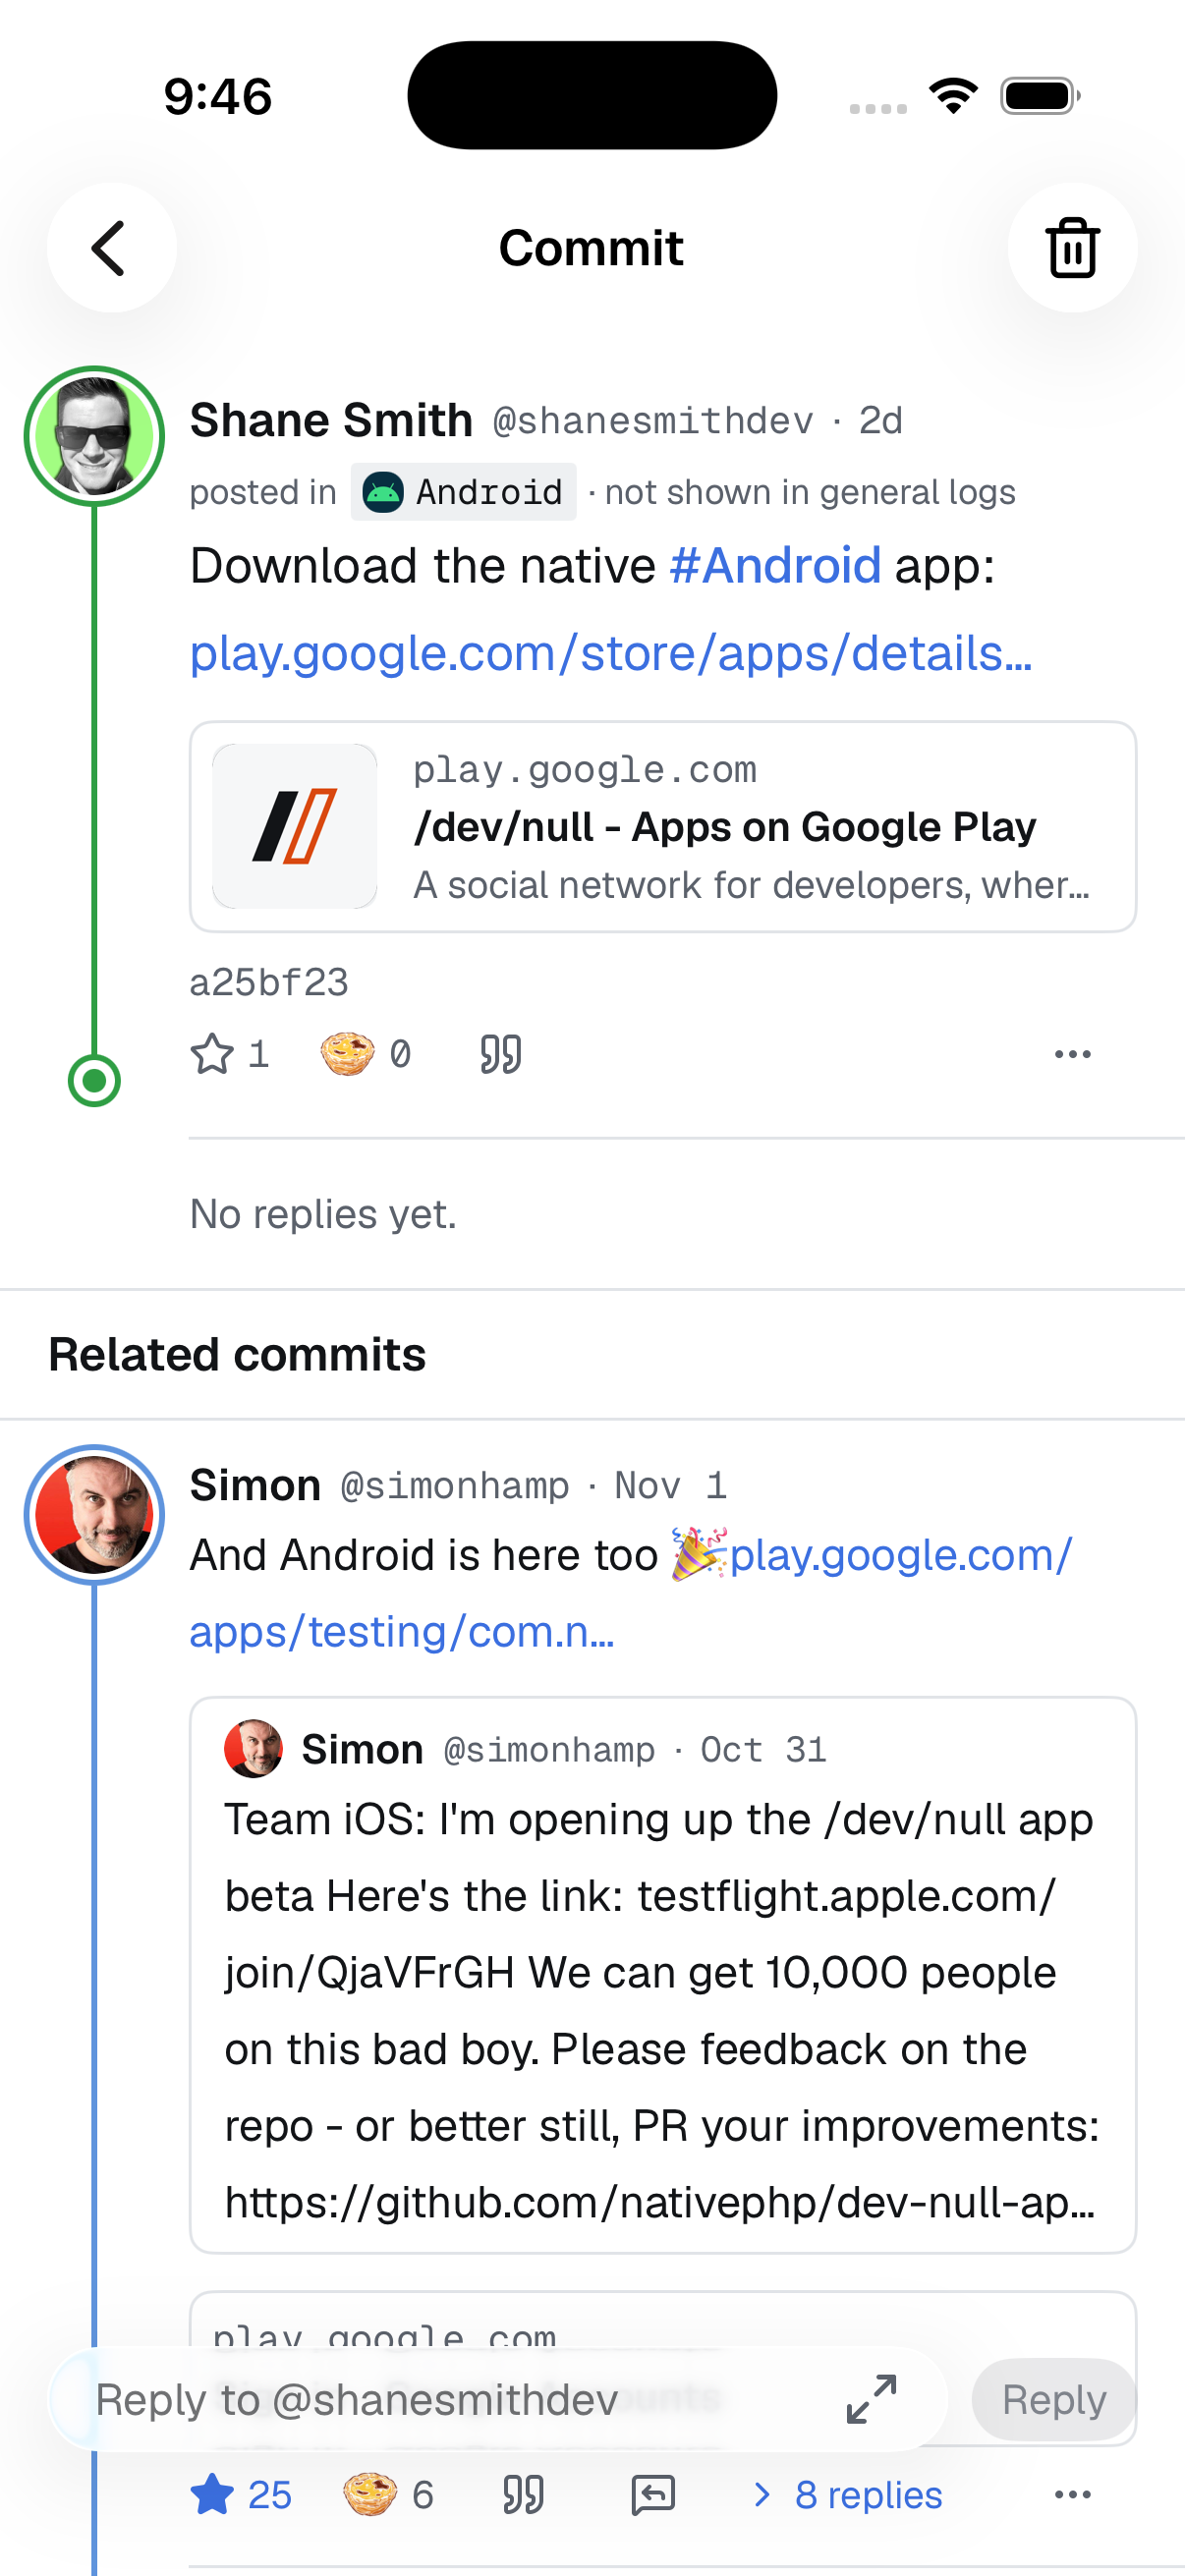 9:46
Commit
Shane Smith @shanesmithdev · 2d
posted in Android · not shown in general logs
Download the native #Android app:
play.google.com/store/apps/details…
play.google.com
/dev/null - Apps on Google Play
A social network for developers, wher…
a25bf23
1 0
No replies yet.
Related commits
Simon @simonhamp · Nov 1
And Android is here too 🎉play.google.com/
apps/testing/com.n…
Simon @simonhamp · Oct 31
Team iOS: I'm opening up the /dev/null app
beta Here's the link: testflight.apple.com/
join/QjaVFrGH We can get 10,000 people
on this bad boy. Please feedback on the
repo - or better still, PR your improvements:
https://github.com/nativephp/dev-null-ap…
play.google.com
Reply to @shanesmithdev
Reply
25 6 8 replies